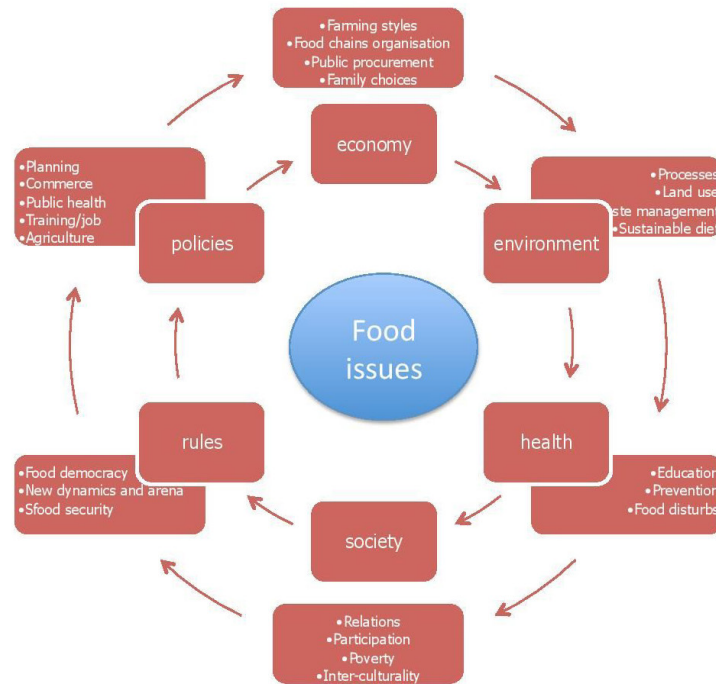 •Farming styles
•Food chains organisation
•Public procurement
•Family choices
economy
•Processes
•Land use
ste management
•Sustainable diet
environment
•Education
•Prevention
•Food disturbs
health
•Relations
•Participation
•Poverty
•Inter-culturality
society
•Food democracy
•New dynamics and arena
•Sfood security
rules
•Planning
•Commerce
•Public health
•Training/job
•Agriculture
policies
Food
issues